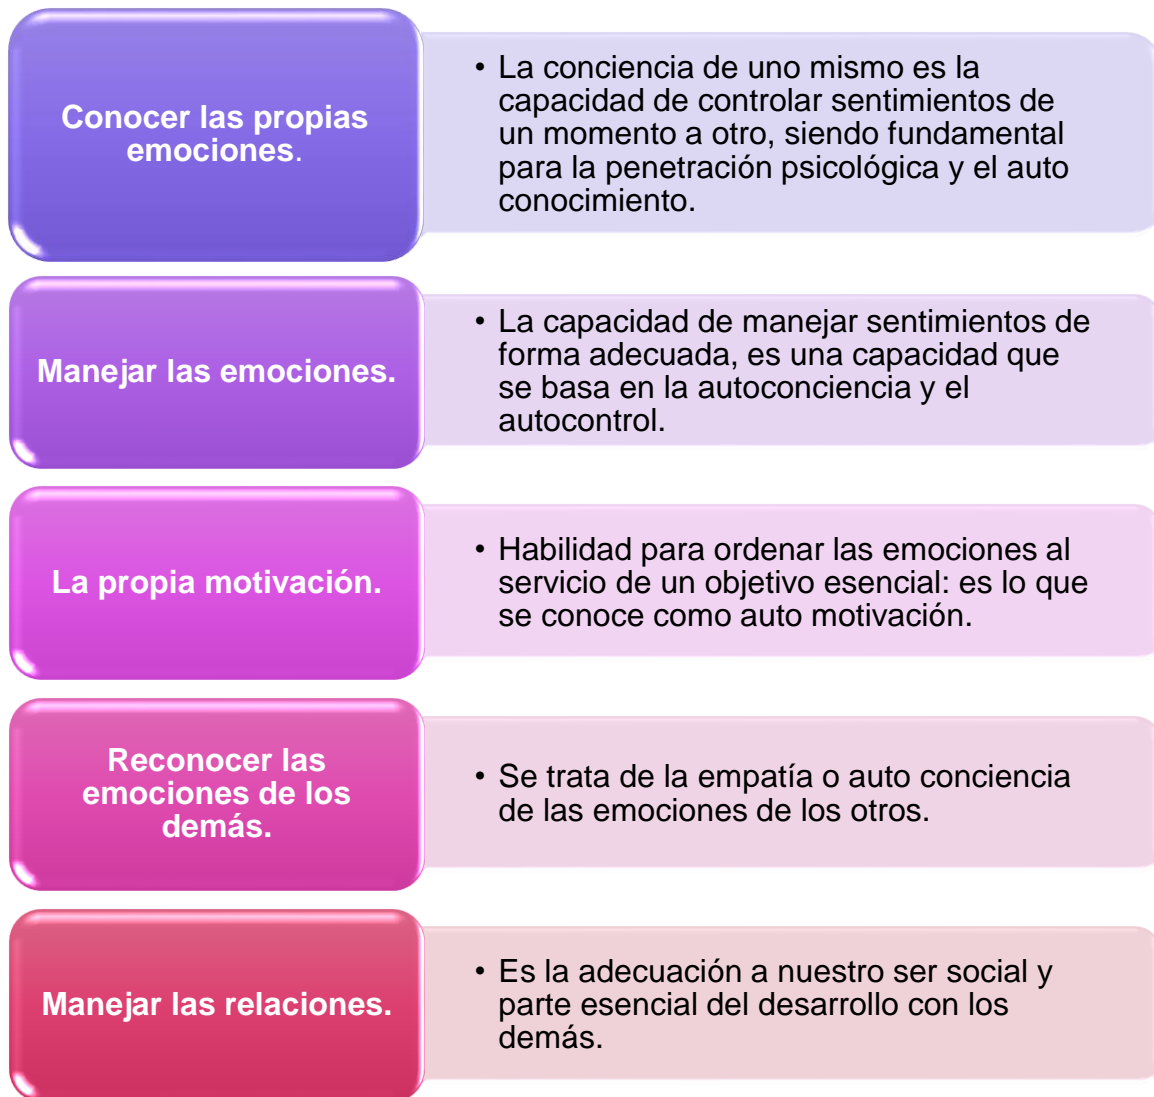 Conocer las propias
emociones.
• La conciencia de uno mismo es la
capacidad de controlar sentimientos de
un momento a otro, siendo fundamental
para la penetración psicológica y el auto
conocimiento.
Manejar las emociones.
• La capacidad de manejar sentimientos de
forma adecuada, es una capacidad que
se basa en la autoconciencia y el
autocontrol.
La propia motivación.
• Habilidad para ordenar las emociones al
servicio de un objetivo esencial: es lo que
se conoce como auto motivación.
Reconocer las
emociones de los
demás.
• Se trata de la empatía o auto conciencia
de las emociones de los otros.
Manejar las relaciones.
• Es la adecuación a nuestro ser social y
parte esencial del desarrollo con los
demás.